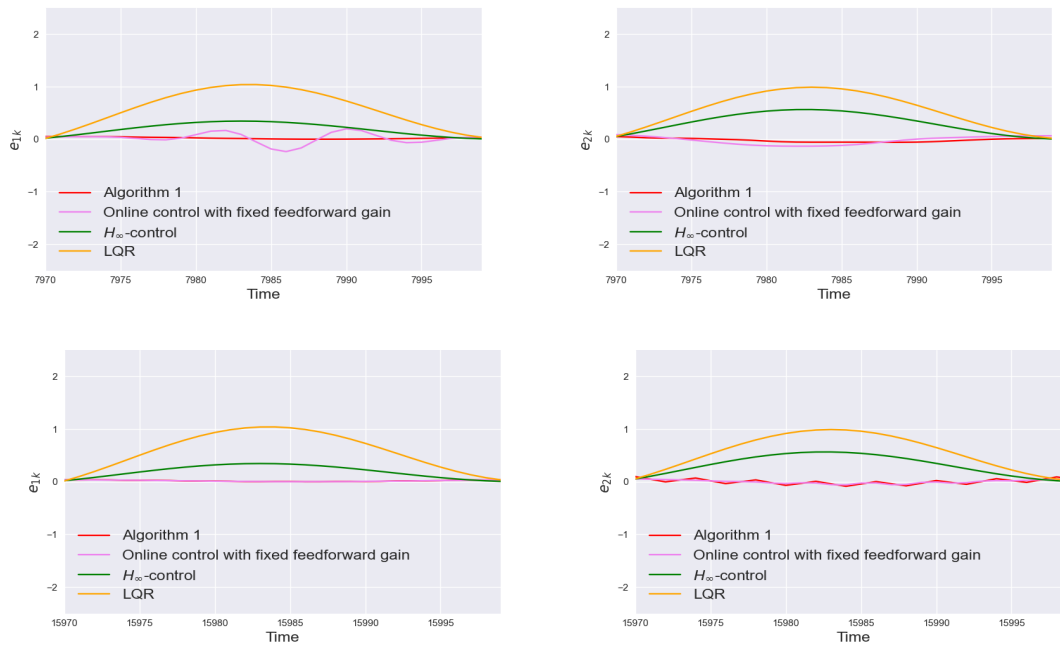 2
1
0
−1
−2
e1k
Algorithm 1
Online control with fixed feedforward gain
H∞-control
LQR
7970 7975 7980 7985 7990 7995
Time
2
1
0
−1
−2
e2k
Algorithm 1
Online control with fixed feedforward gain
H∞-control
LQR
7970 7975 7980 7985 7990 7995
Time
2
1
0
−1
−2
e1k
Algorithm 1
Online control with fixed feedforward gain
H∞-control
LQR
15970 15975 15980 15985 15990 15995
Time
2
1
0
−1
−2
e2k
Algorithm 1
Online control with fixed feedforward gain
H∞-control
LQR
15970 15975 15980 15985 15990 15995
Time